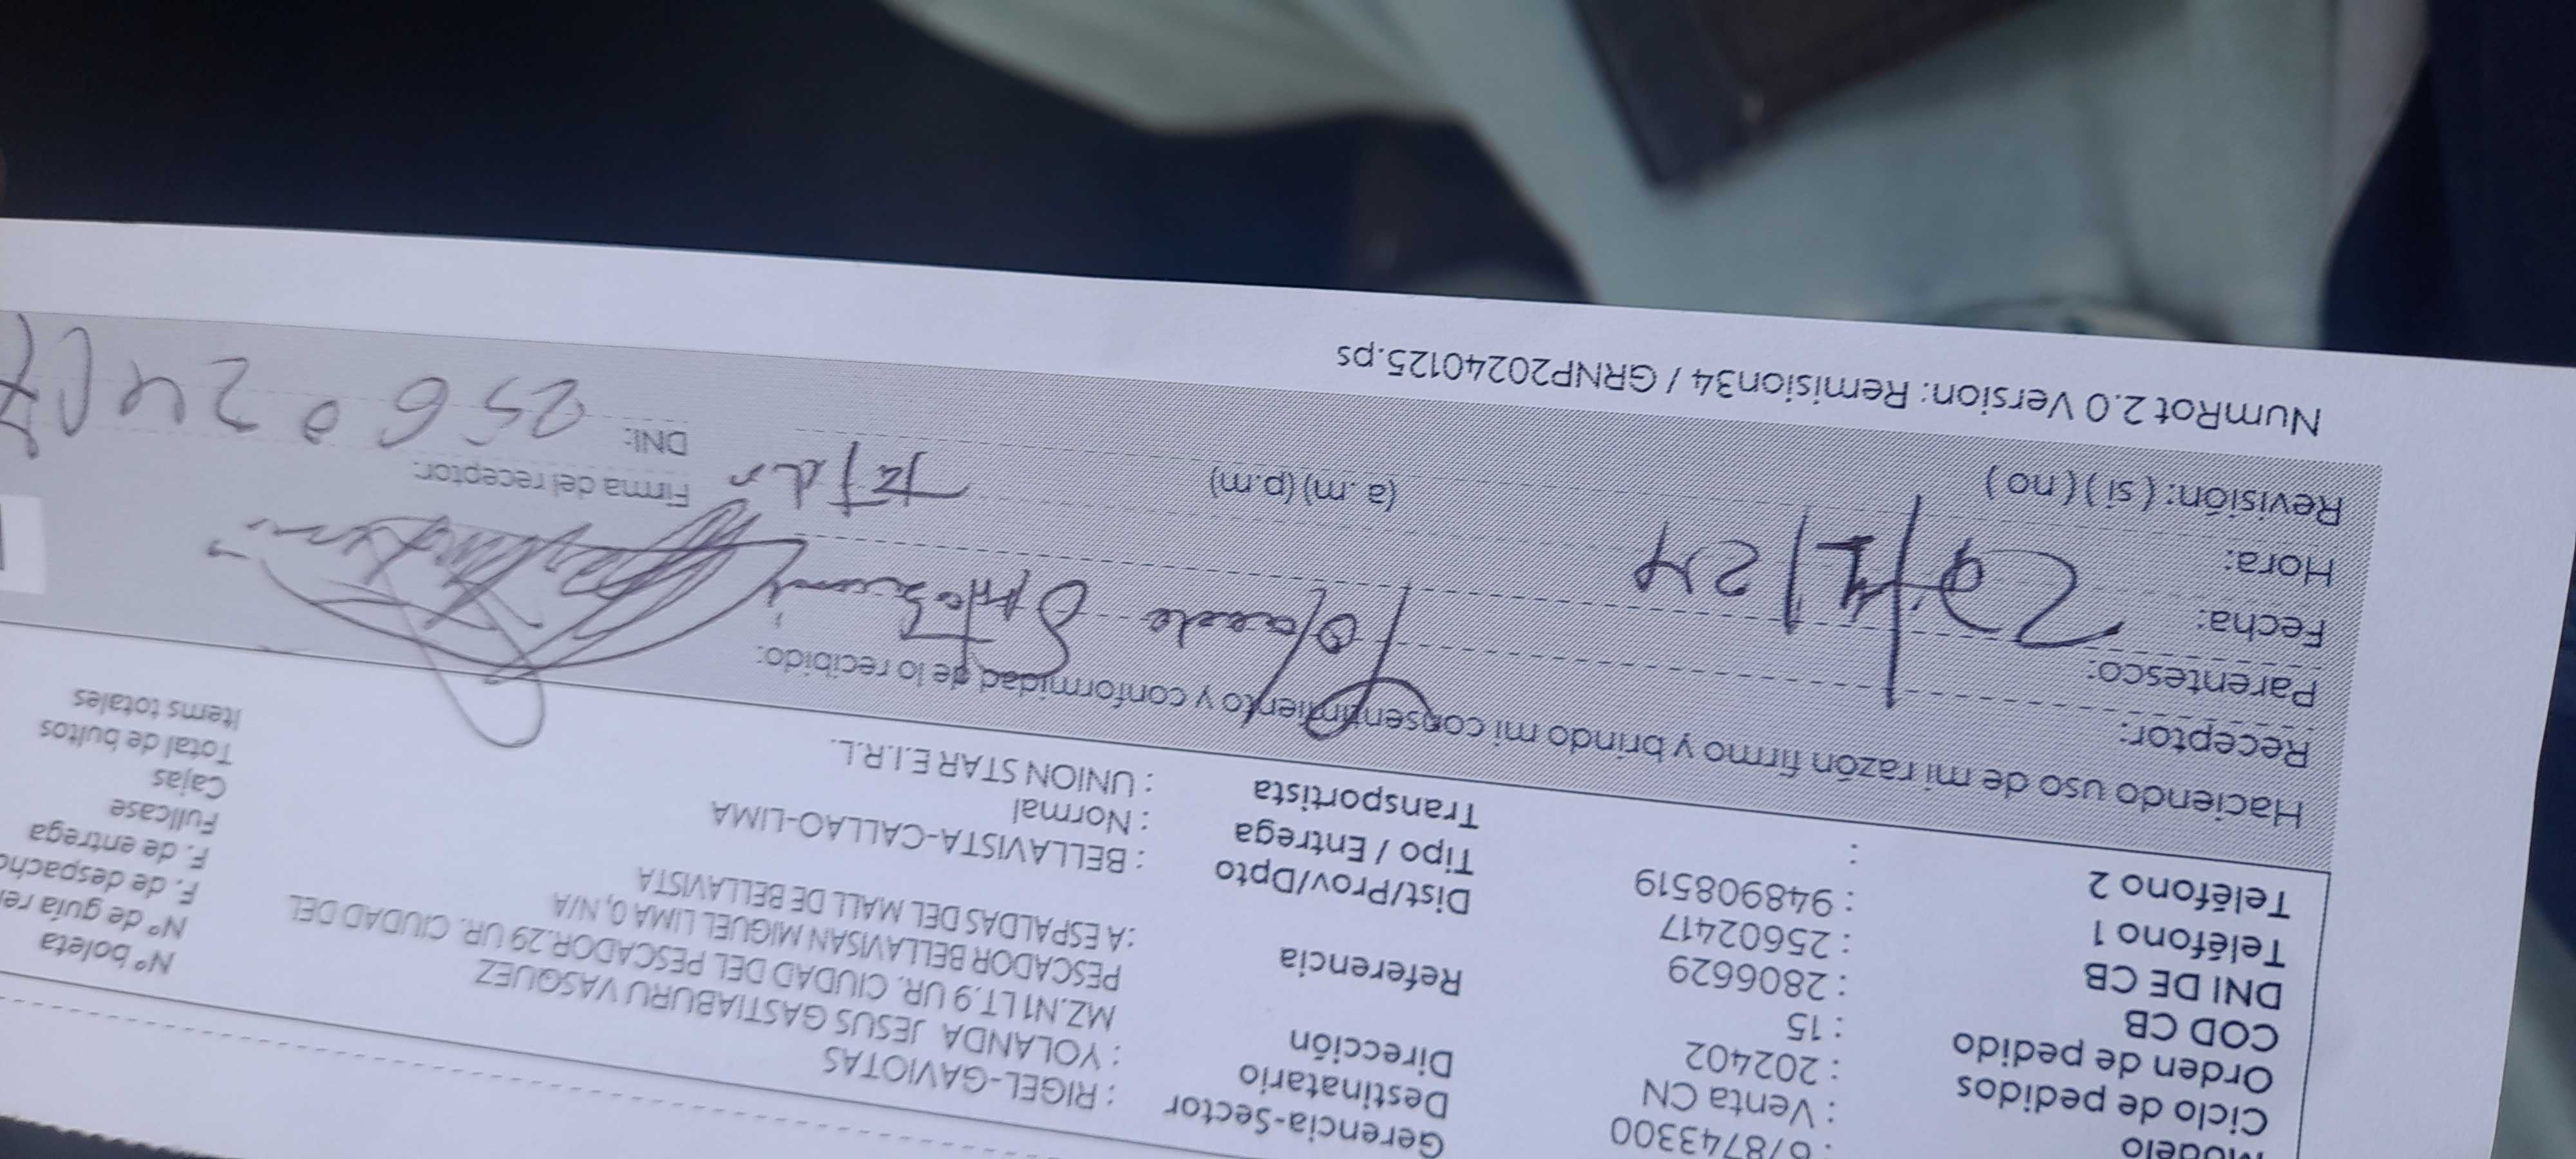 : 678743300
Modelo : Venta CN
Ciclo de pedidos : 202402
Orden de pedido : 15
COD CB : 2806629
DNI DE CB : 25602417
Teléfono 1 : 948908519
Teléfono 2 :
Gerencia-Sector : RIGEL-GAVIOTAS
Destinatario : YOLANDA JESUS GASTIABURU VASQUEZ
Dirección MZ.N1 LT.9 UR. CIUDAD DEL PESCADOR.29 UR. CIUDAD DEL
PESCADOR BELLAVISAN MIGUEL LIMA 0, N/A
Referencia : A ESPALDAS DEL MALL DE BELLAVISTA
Dist/Prov/Dpto : BELLAVISTA-CALLAO-LIMA
Tipo / Entrega : Normal
Transportista : UNION STAR E.I.R.L.
Nº boleta
Nº de guía
F. de despacho
F. de entrega
Fullcase
Cajas
Total de bultos
Items totales
Haciendo uso de mi razón firmo y brindo mi consentimiento y conformidad de lo recibido:
Receptor:
Parentesco:
Fecha: 29/1/24
Hora: (a.m) (p.m)
Revisión: ( si ) ( no )
Firma del receptor:
DNI: 25602417
NumRot 2.0 Version: Remision34 / GRNP20240125.ps